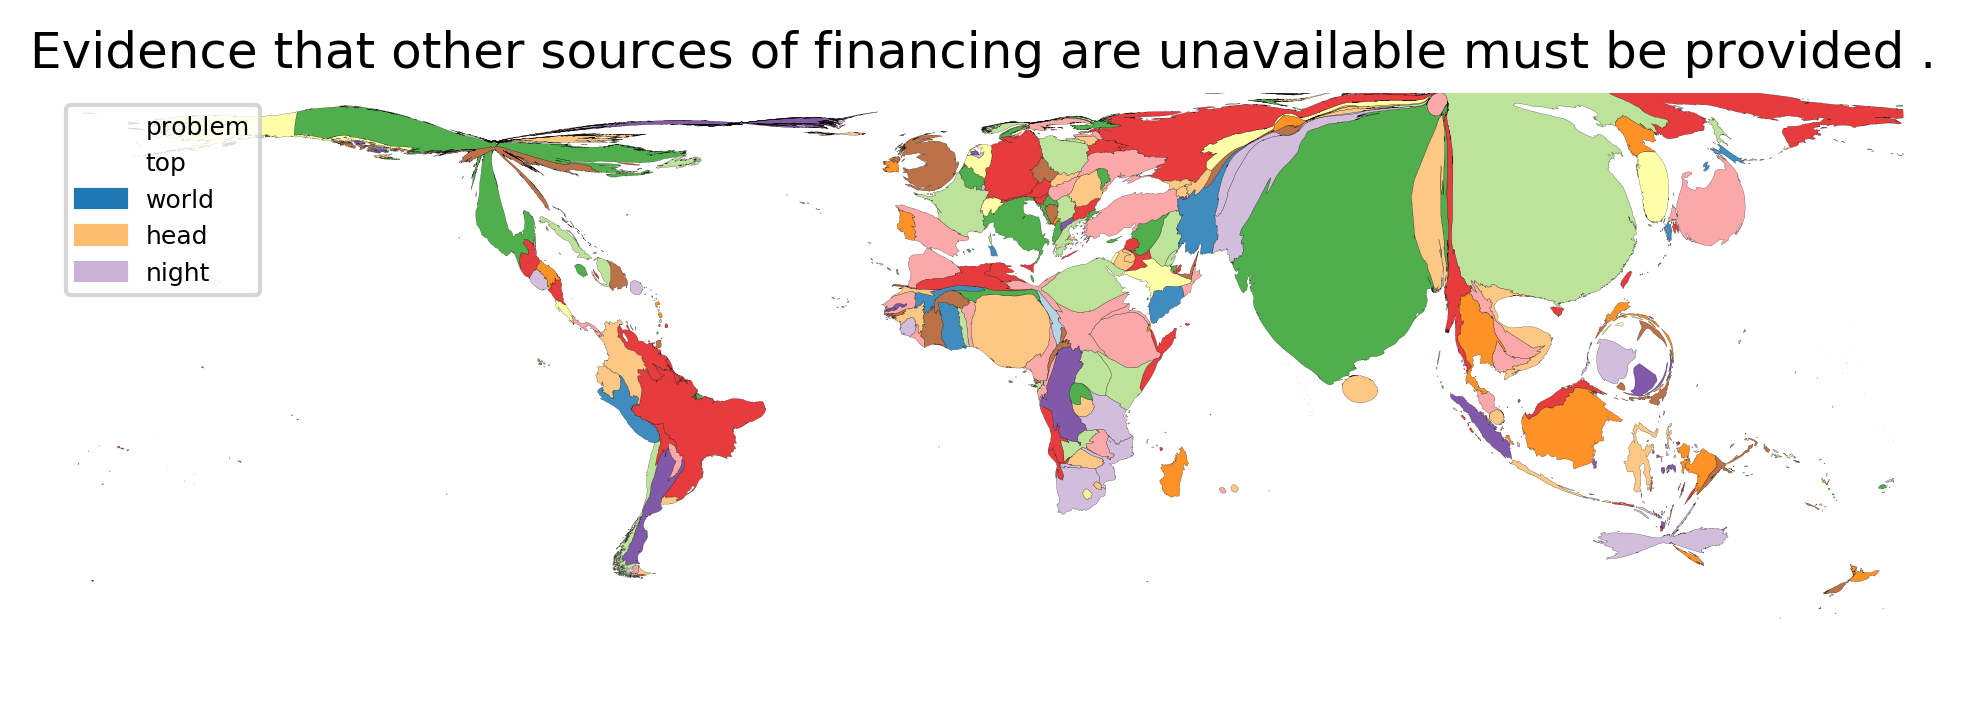 Evidence that other sources of financing are unavailable must be provided .
problem
top
world
head
night